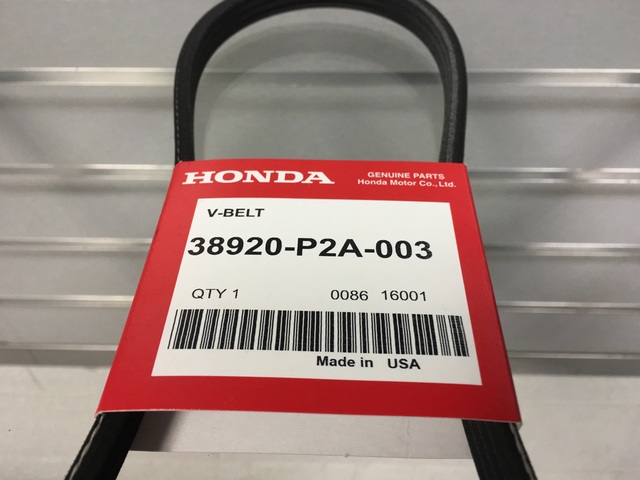 HONDA
GENUINE PARTS
Honda Motor Co., Ltd.
V-BELT
38920-P2A-003
QTY 1 0086 16001
Made in USA